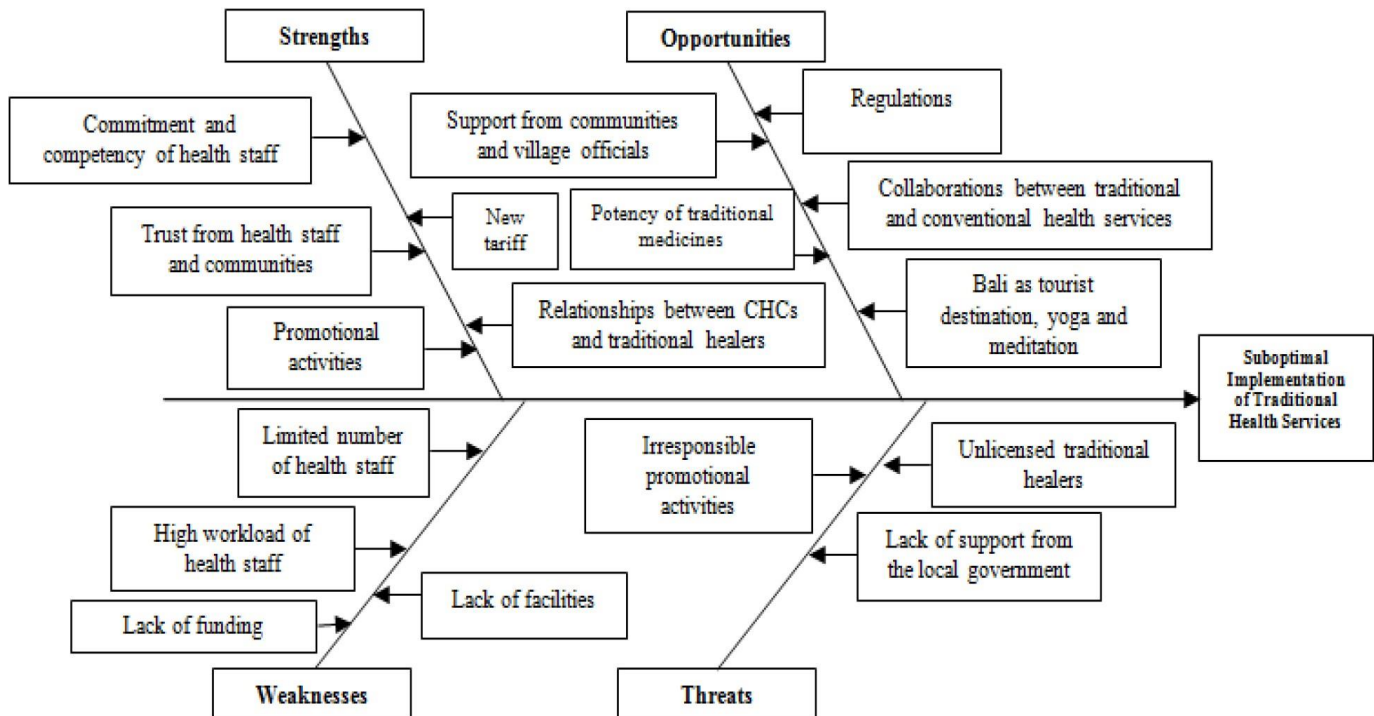 Strengths
Opportunities
Regulations
Commitment and
competency of health staff
Support from communities
and village officials
Collaborations between traditional
and conventional health services
New
tariff
Potency of traditional
medicines
Trust from health staff
and communities
Bali as tourist
destination, yoga and
meditation
Relationships between CHCs
and traditional healers
Promotional
activities
Suboptimal
Implementation
of Traditional
Health Services
Limited number
of health staff
Irresponsible
promotional
activities
Unlicensed traditional
healers
High workload of
health staff
Lack of support from
the local government
Lack of facilities
Lack of funding
Weaknesses
Threats